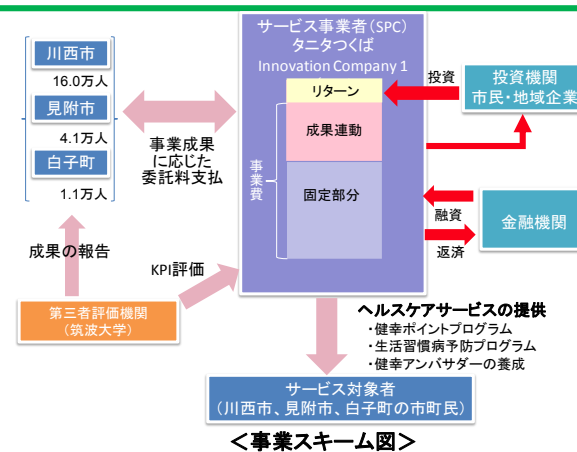 川西市
16.0万人
見附市
4.1万人
白子町
1.1万人
事業成果
に応じた
委託料支払
サービス事業者(SPC)
タニタつくば
Innovation Company 1
リターン
成果連動
固定部分
事業費
投資
投資機関
市民・地域企業
融資
返済
金融機関
成果の報告
KPI評価
第三者評価機関
(筑波大学)
ヘルスケアサービスの提供
・健幸ポイントプログラム
・生活習慣病予防プログラム
・健幸アンバサダーの養成
サービス対象者
(川西市、見附市、白子町の市町民)
＜事業スキーム図＞